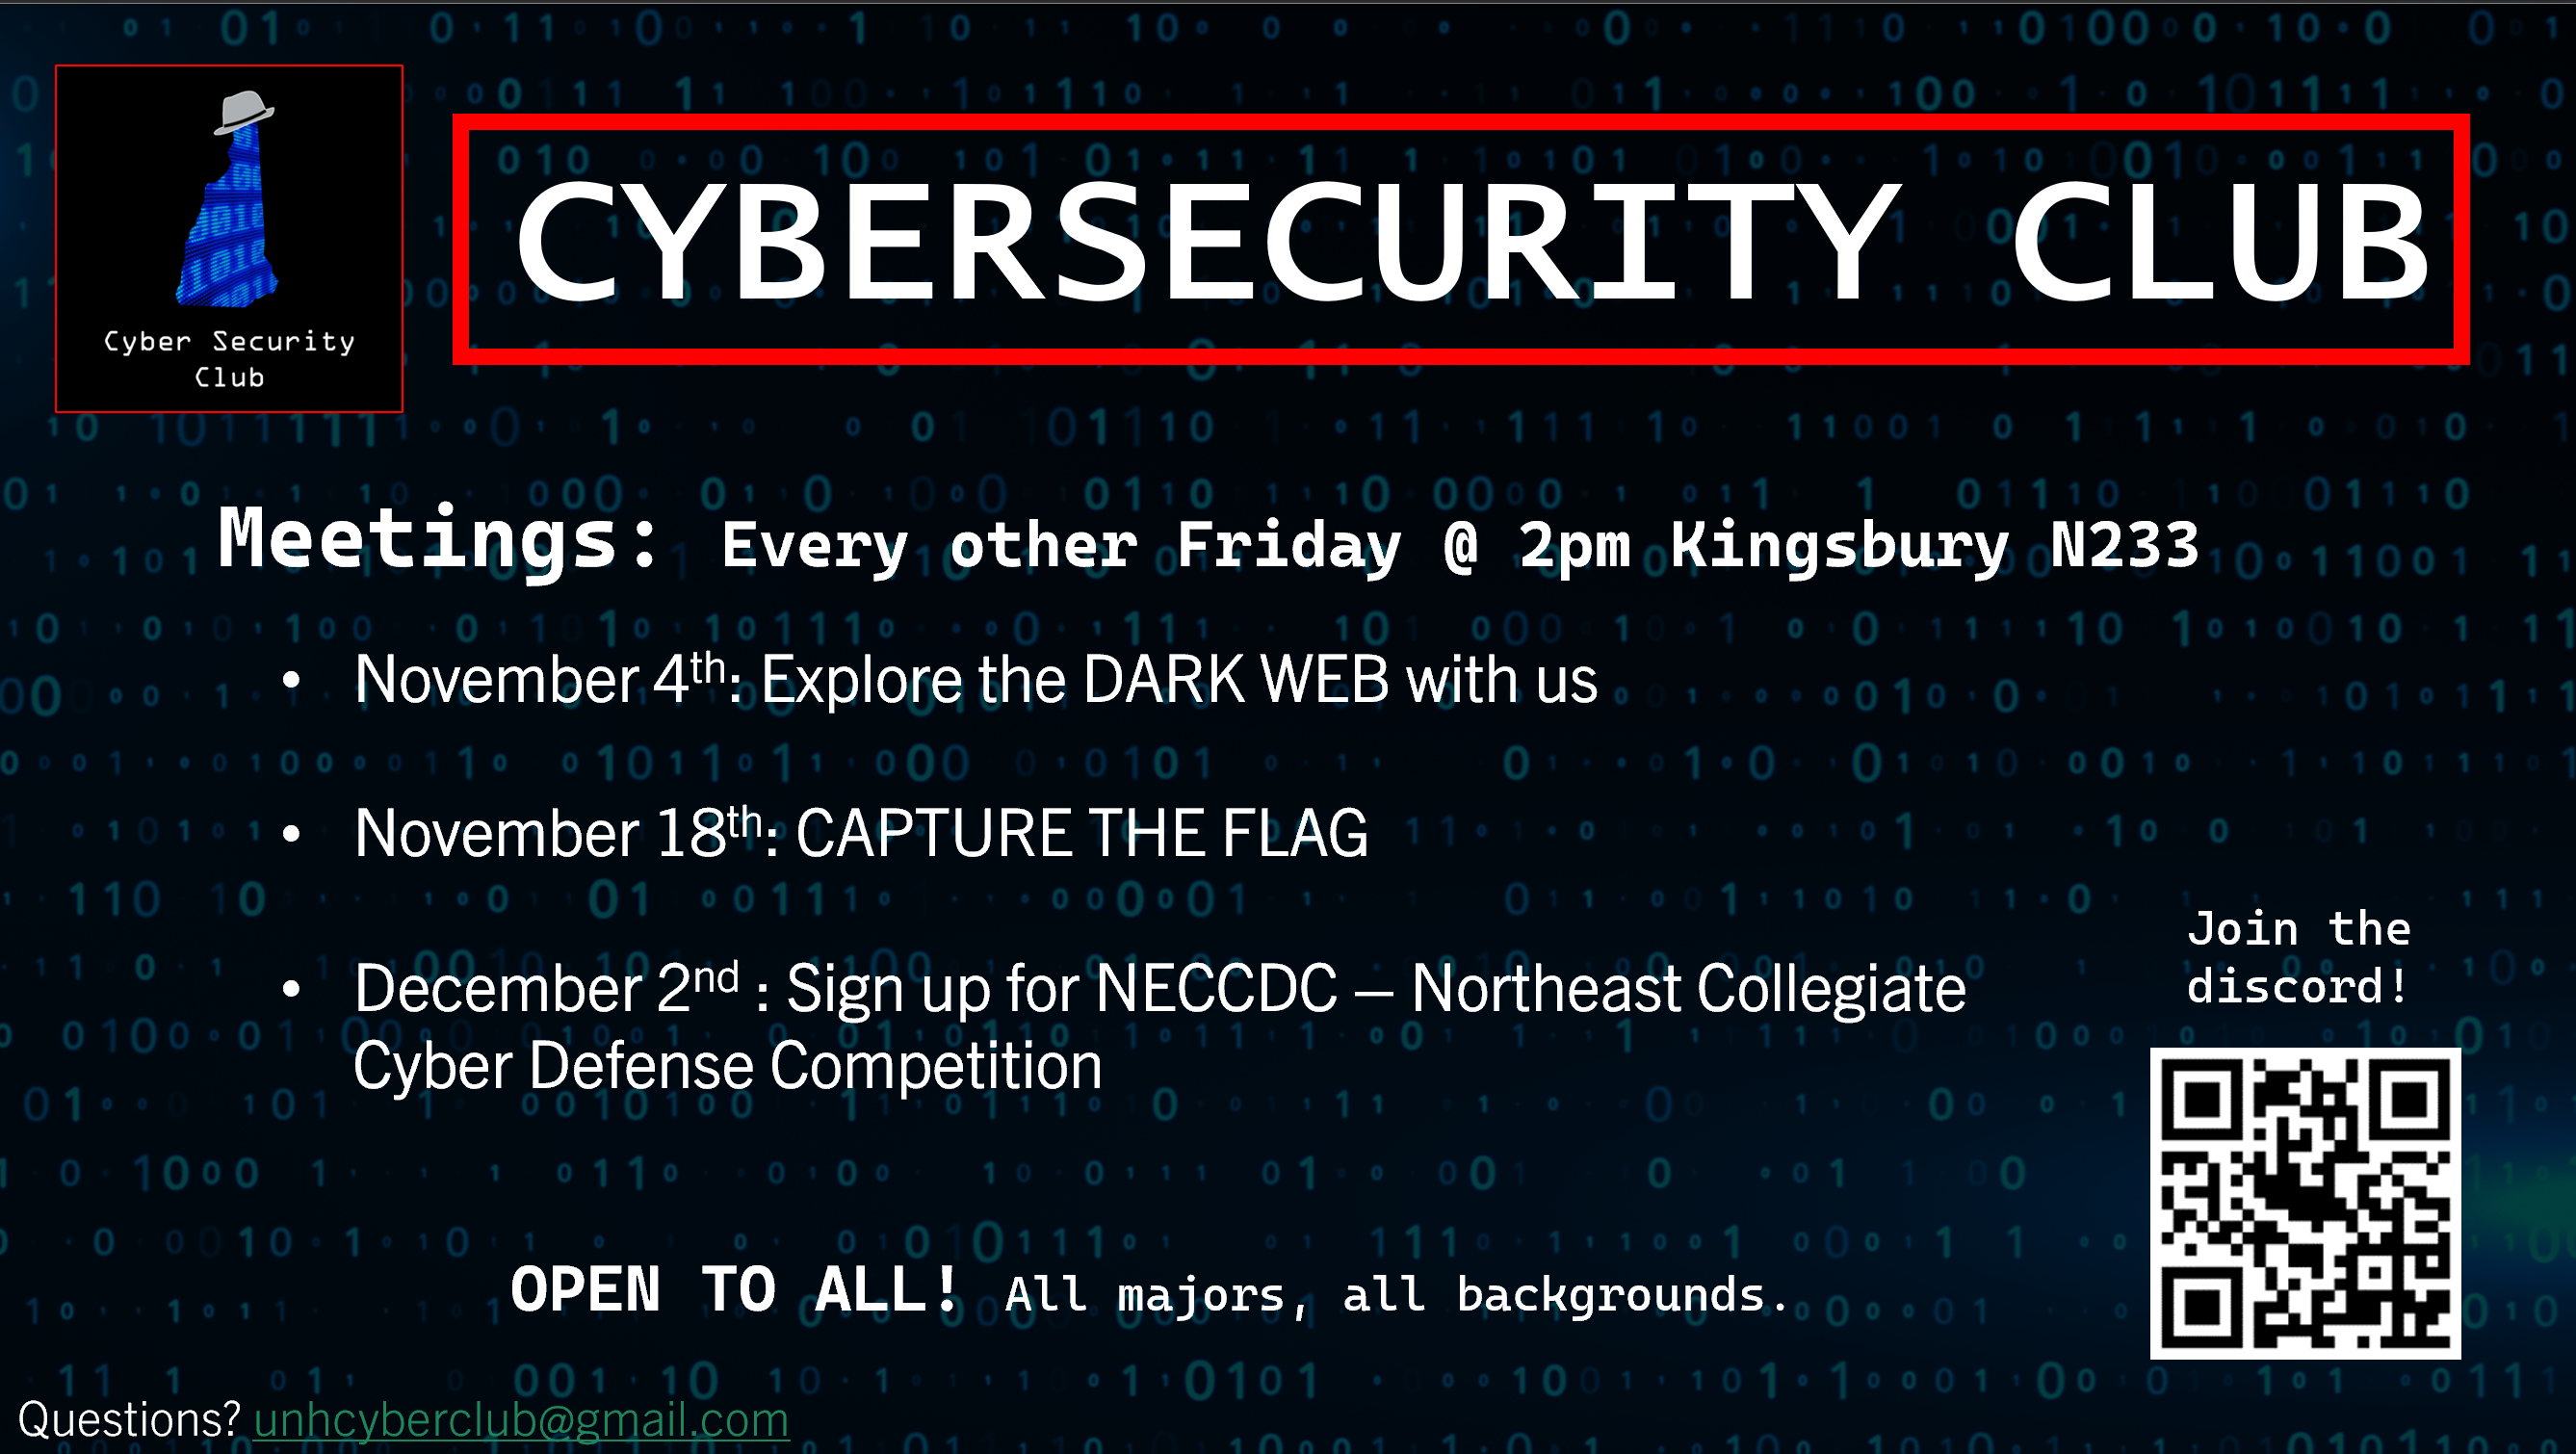 Cyber Security
Club
CYBERSECURITY CLUB
Meetings: Every other Friday @ 2pm Kingsbury N233
• November 4th: Explore the DARK WEB with us
• November 18th: CAPTURE THE FLAG
• December 2nd : Sign up for NECCDC – Northeast Collegiate
Cyber Defense Competition
Join the
discord!
OPEN TO ALL! All majors, all backgrounds.
Questions? unhcyberclub@gmail.com